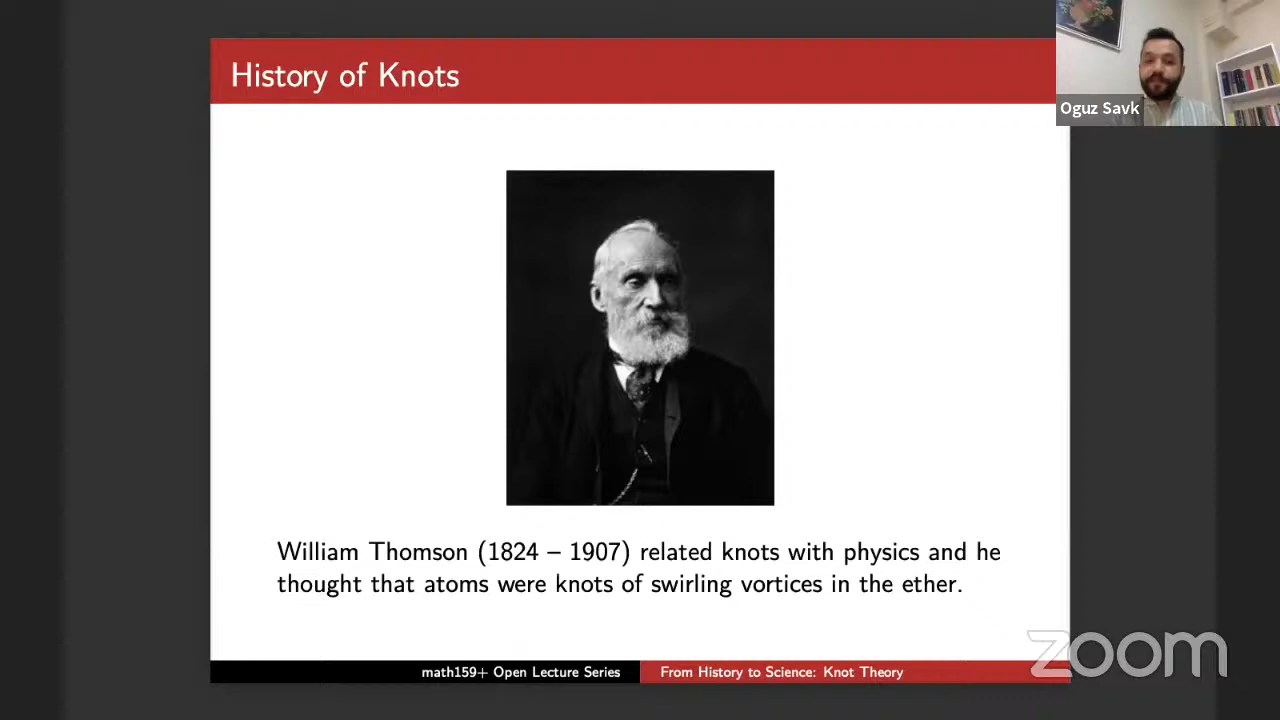 History of Knots
Oguz Savk
William Thomson (1824 – 1907) related knots with physics and he
thought that atoms were knots of swirling vortices in the ether.
math159+ Open Lecture Series
From History to Science: Knot Theory
zoom